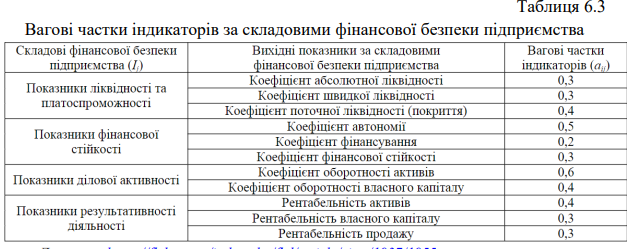 Таблиця 6.3
Вагові частки індикаторів за складовими фінансової безпеки підприємства
Складові фінансової безпеки підприємства (Iⱼ) Вихідні показники за складовими фінансової безпеки підприємства Вагові частки індикаторів (aᵢⱼ)
Показники ліквідності та платоспроможності
Коефіцієнт абсолютної ліквідності 0,3
Коефіцієнт швидкої ліквідності 0,3
Коефіцієнт поточної ліквідності (покриття) 0,4
Показники фінансової стійкості
Коефіцієнт автономії 0,5
Коефіцієнт фінансування 0,2
Коефіцієнт фінансової стійкості 0,3
Показники ділової активності
Коефіцієнт оборотності активів 0,6
Коефіцієнт оборотності власного капіталу 0,4
Показники результативності діяльності
Рентабельність активів 0,4
Рентабельність власного капіталу 0,3
Рентабельність продажу 0,3